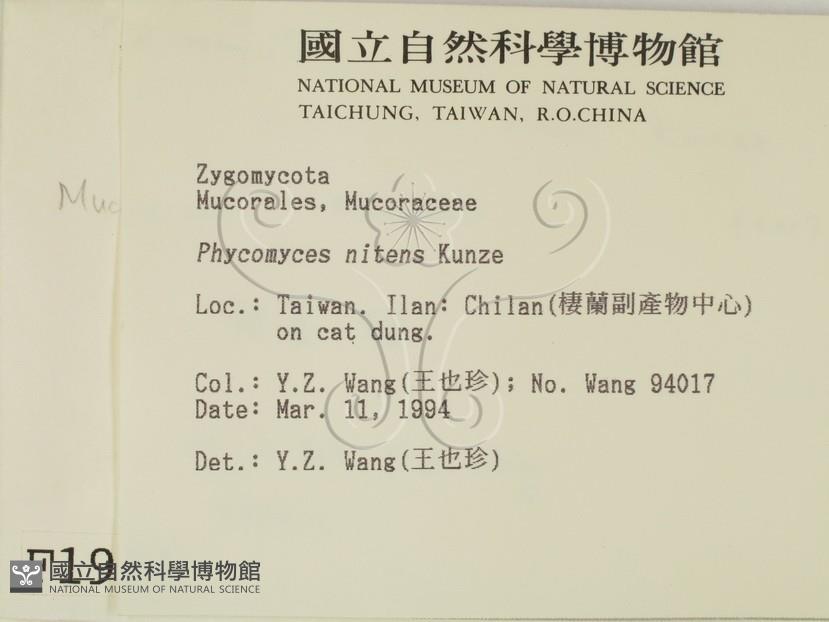 國立自然科學博物館
NATIONAL MUSEUM OF NATURAL SCIENCE
TAICHUNG, TAIWAN, R.O.CHINA
Zygomycota
Mucorales, Mucoraceae
Phycomyces nitens Kunze
Loc.: Taiwan. Ilan: Chilan(棲蘭副產物中心)
on cat dung.
Col.: Y.Z. Wang(王也珍); No. Wang 94017
Date: Mar. 11, 1994
Det.: Y.Z. Wang(王也珍)
Muc
F19
國立自然科學博物館
NATIONAL MUSEUM OF NATURAL SCIENCE